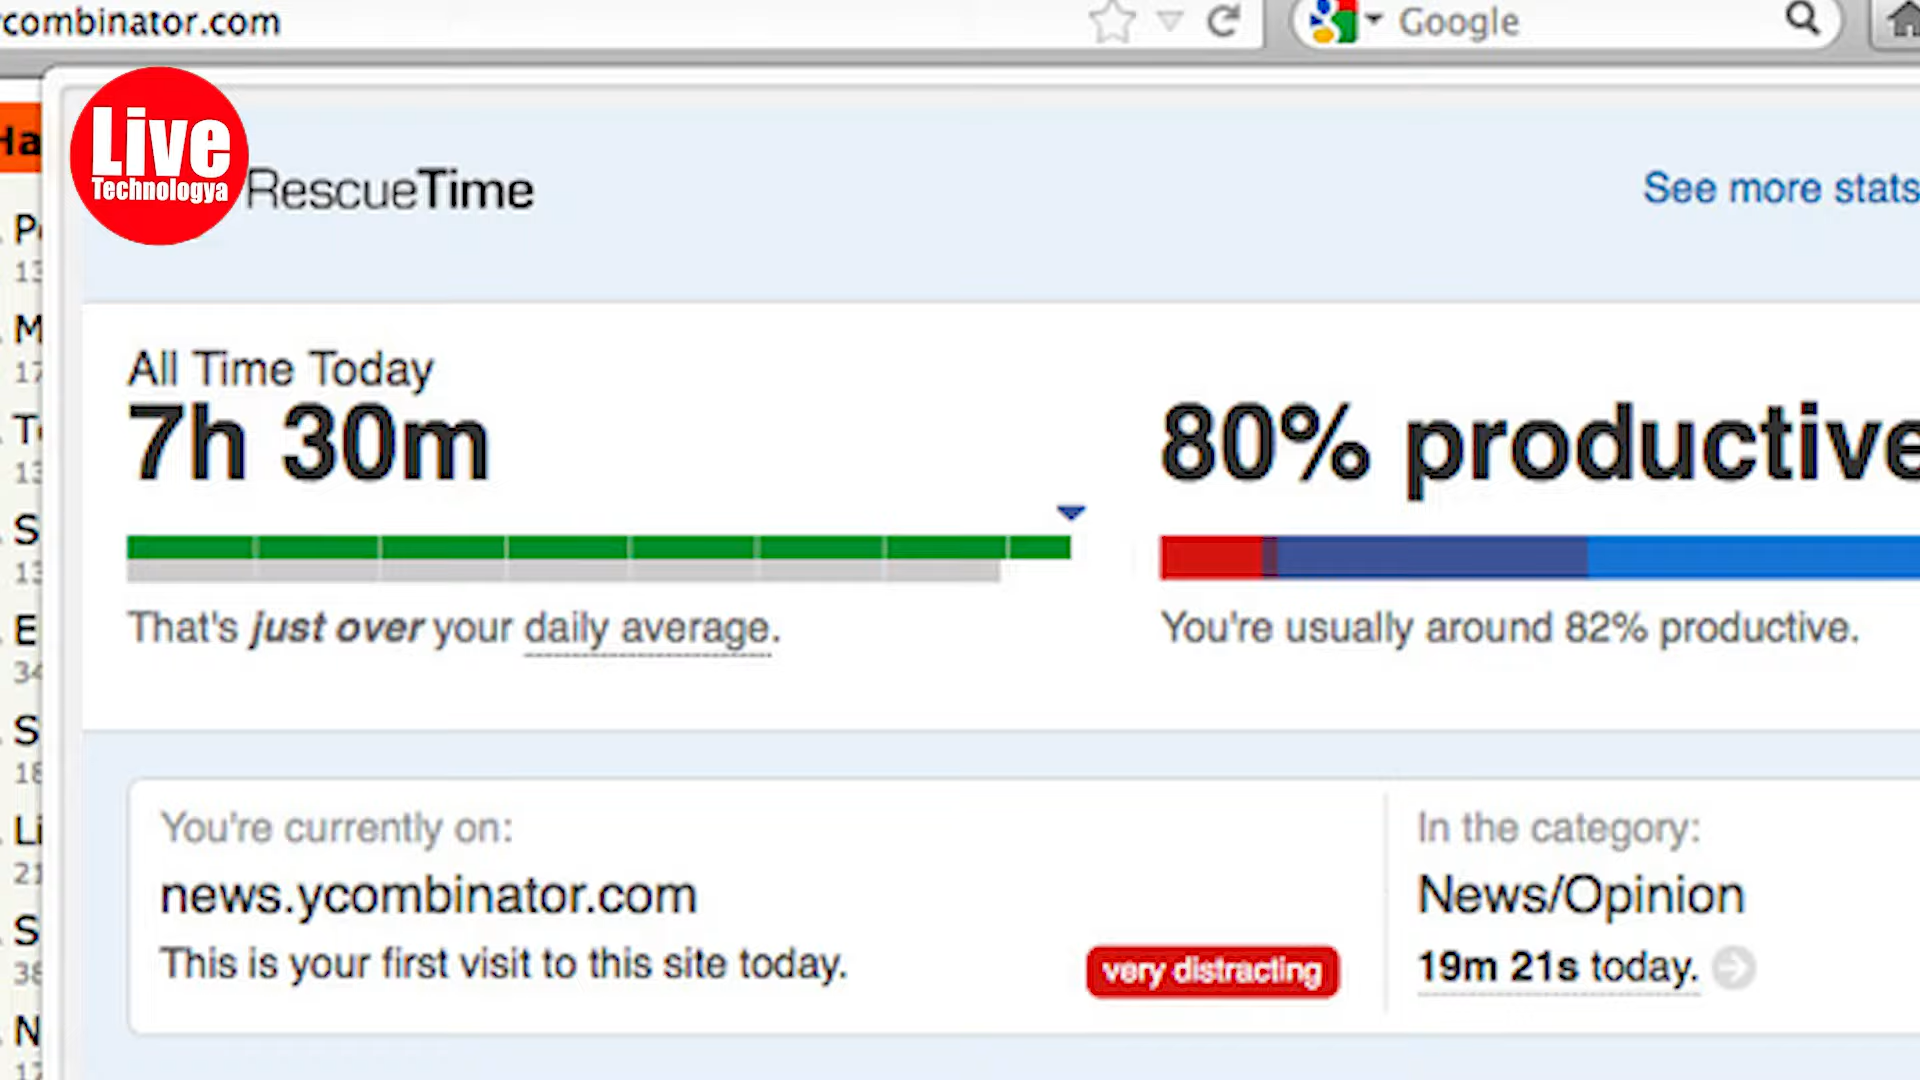 combinator.com
Google
Live
Technologya
RescueTime
See more stats
All Time Today
7h 30m
80% productive
That's just over your daily average.
You're usually around 82% productive.
You're currently on:
news.ycombinator.com
This is your first visit to this site today.
very distracting
In the category:
News/Opinion
19m 21s today.